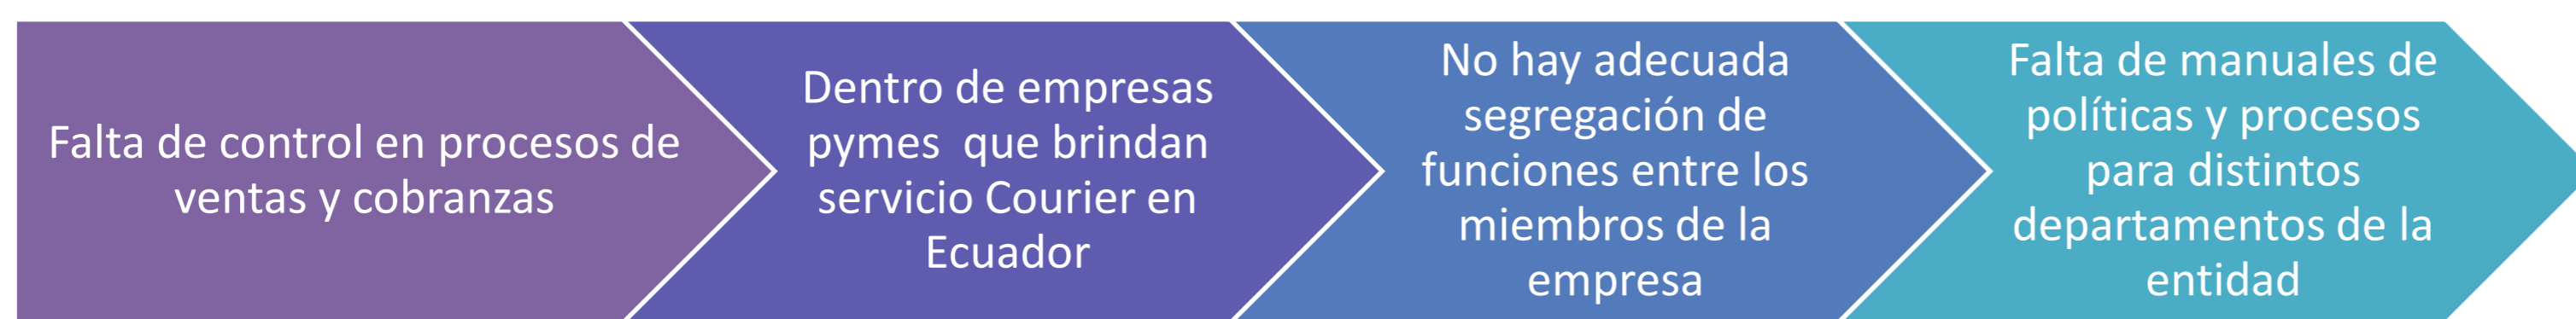 Falta de control en procesos de
ventas y cobranzas
Dentro de empresas
pymes  que brindan
servicio Courier en
Ecuador
No hay adecuada
segregación de
funciones entre los
miembros de la
empresa
Falta de manuales de
políticas y procesos
para distintos
departamentos de la
entidad